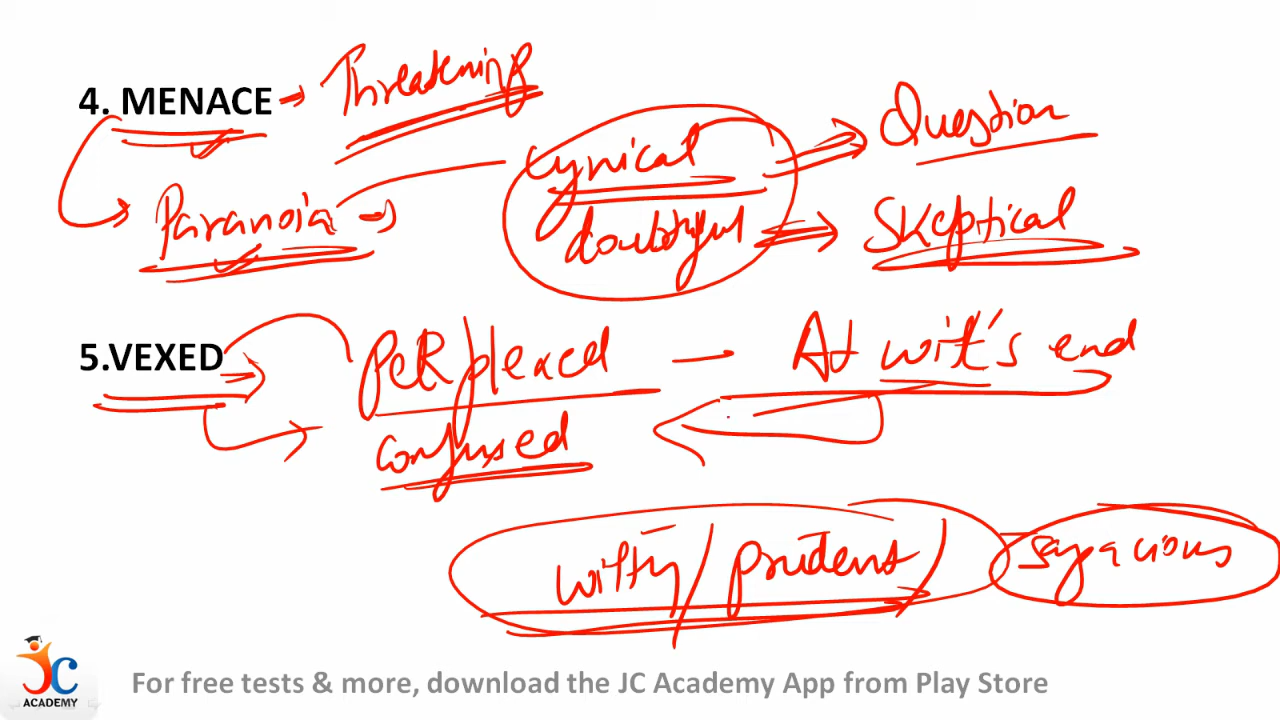 4. MENACE → Threatening
Paranoia → cynical ⇒ Question
doubtful ⇒ Skeptical
5.VEXED → PeRplexed — At wit's end
confused
witty/prudent/ sagacious
JC
ACADEMY
For free tests & more, download the JC Academy App from Play Store